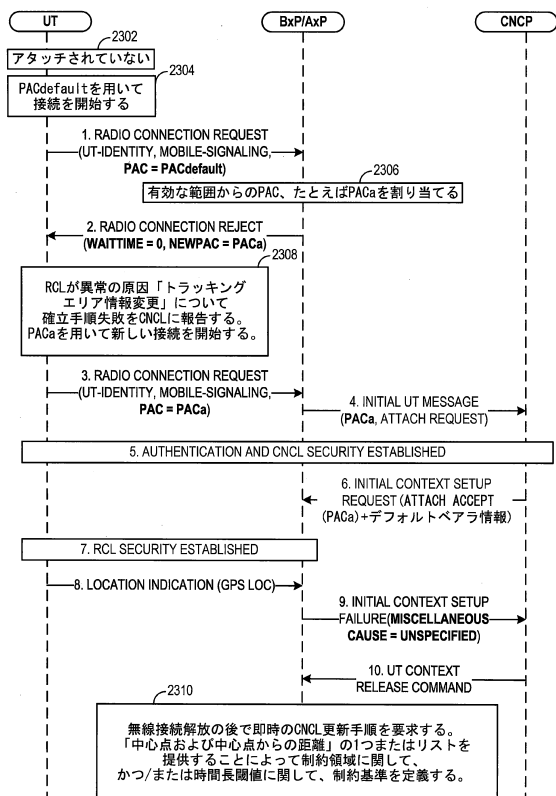 UT
BxP/AxP
CNCP
2302
アタッチされていない
2304
PACdefaultを用いて
接続を開始する
1. RADIO CONNECTION REQUEST
(UT-IDENTITY, MOBILE-SIGNALING,
PAC = PACdefault)
2306
有効な範囲からのPAC、たとえばPACaを割り当てる
2. RADIO CONNECTION REJECT
(WAITTIME = 0, NEWPAC = PACa)
2308
RCLが異常の原因「トラッキング
エリア情報変更」について
確立手順失敗をCNCLに報告する。
PACaを用いて新しい接続を開始する。
3. RADIO CONNECTION REQUEST
(UT-IDENTITY, MOBILE-SIGNALING,
PAC = PACa)
4. INITIAL UT MESSAGE
(PACa, ATTACH REQUEST)
5. AUTHENTICATION AND CNCL SECURITY ESTABLISHED
6. INITIAL CONTEXT SETUP
REQUEST(ATTACH ACCEPT
(PACa)+デフォルトベアラ情報)
7. RCL SECURITY ESTABLISHED
8. LOCATION INDICATION (GPS LOC)
9. INITIAL CONTEXT SETUP
FAILURE(MISCELLANEOUS
CAUSE = UNSPECIFIED)
10. UT CONTEXT
RELEASE COMMAND
2310
無線接続解放の後で即時のCNCL更新手順を要求する。
「中心点および中心点からの距離」の1つまたはリストを
提供することによって制約領域に関して、
かつ/または時間長閾値に関して、制約基準を定義する。